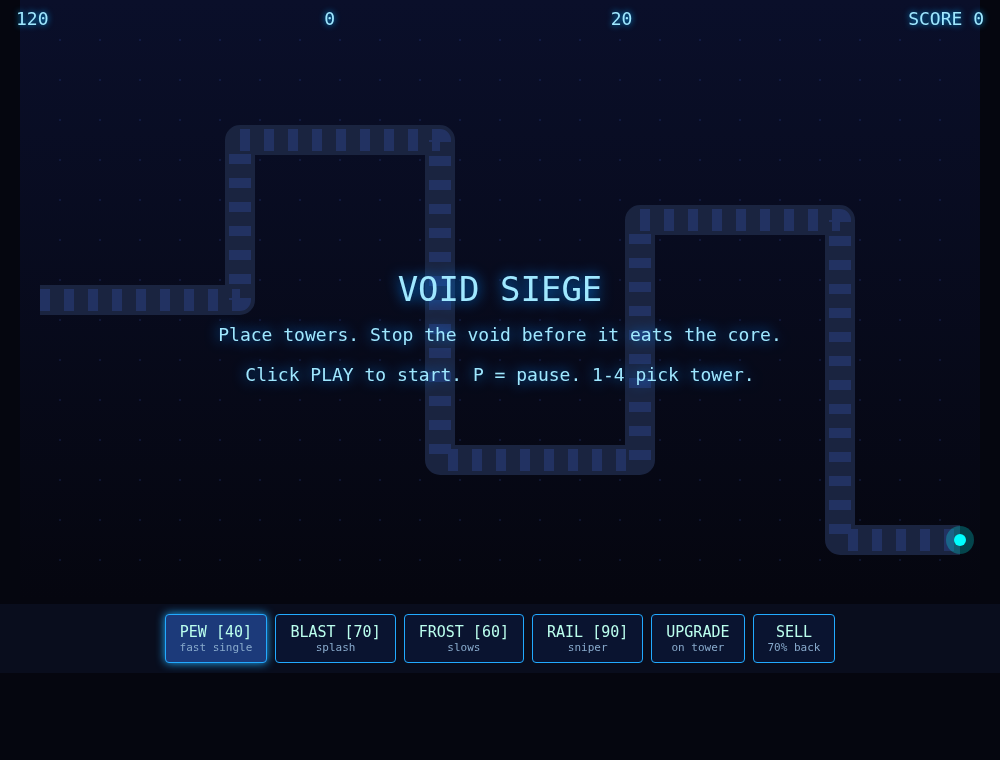 120 0 20 SCORE 0
VOID SIEGE
Place towers. Stop the void before it eats the core.
Click PLAY to start. P = pause. 1-4 pick tower.
PEW [40] BLAST [70] FROST [60] RAIL [90] UPGRADE SELL
fast single splash slows sniper on tower 70% back